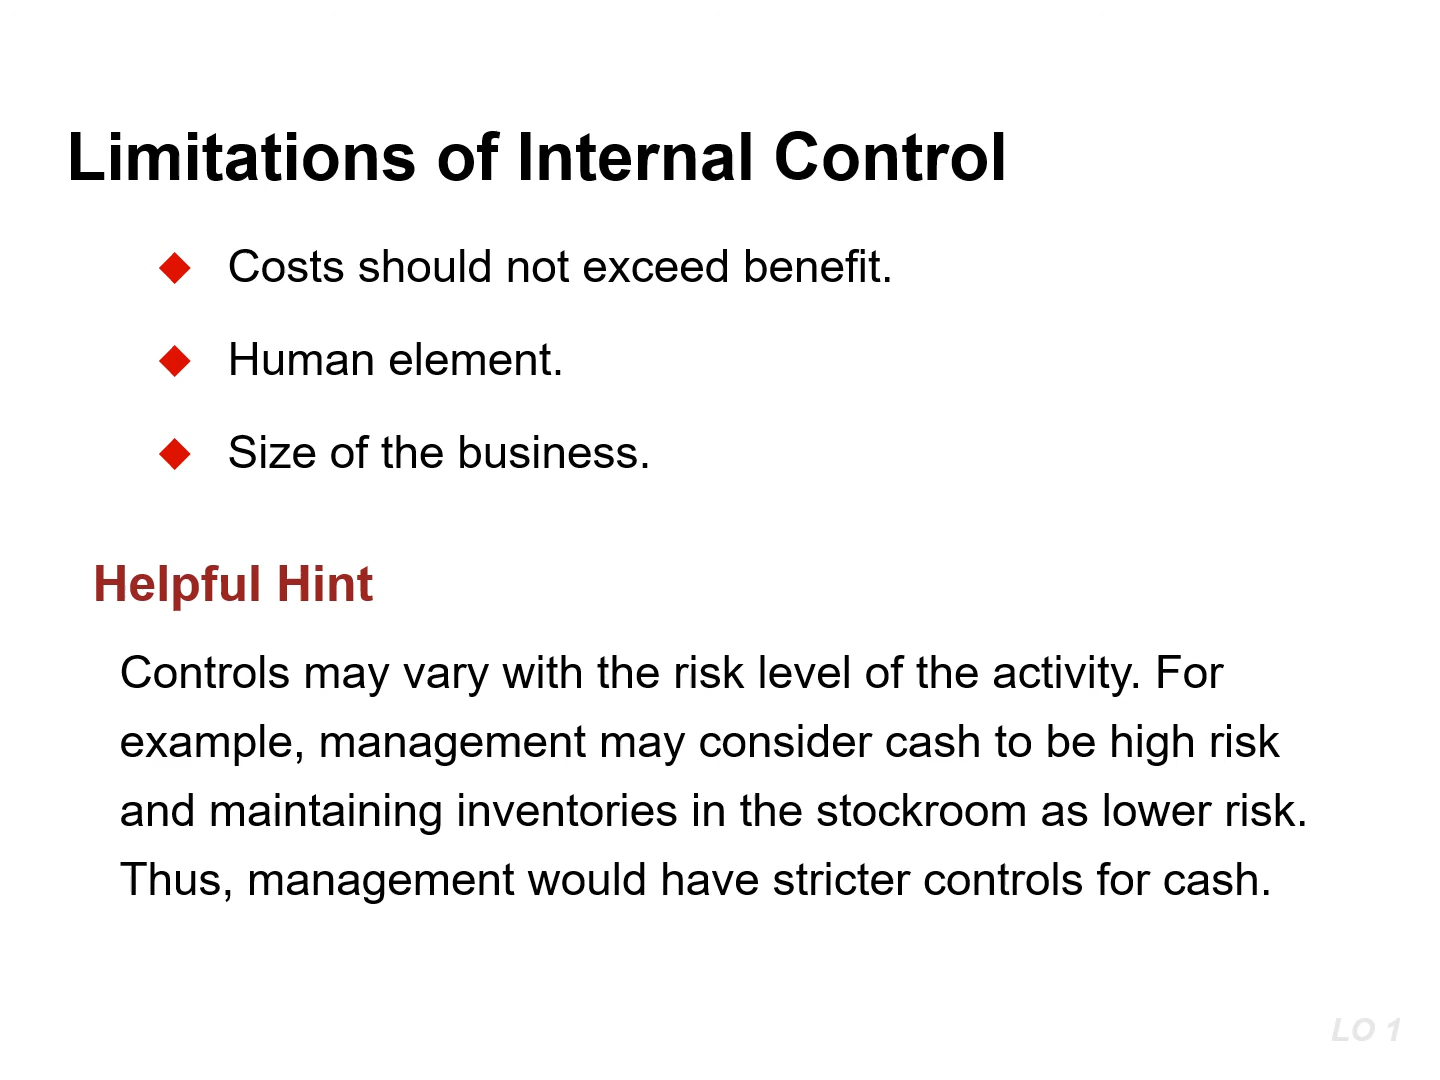 Limitations of Internal Control
Costs should not exceed benefit.
Human element.
Size of the business.
Helpful Hint
Controls may vary with the risk level of the activity. For
example, management may consider cash to be high risk
and maintaining inventories in the stockroom as lower risk.
Thus, management would have stricter controls for cash.
LO 1